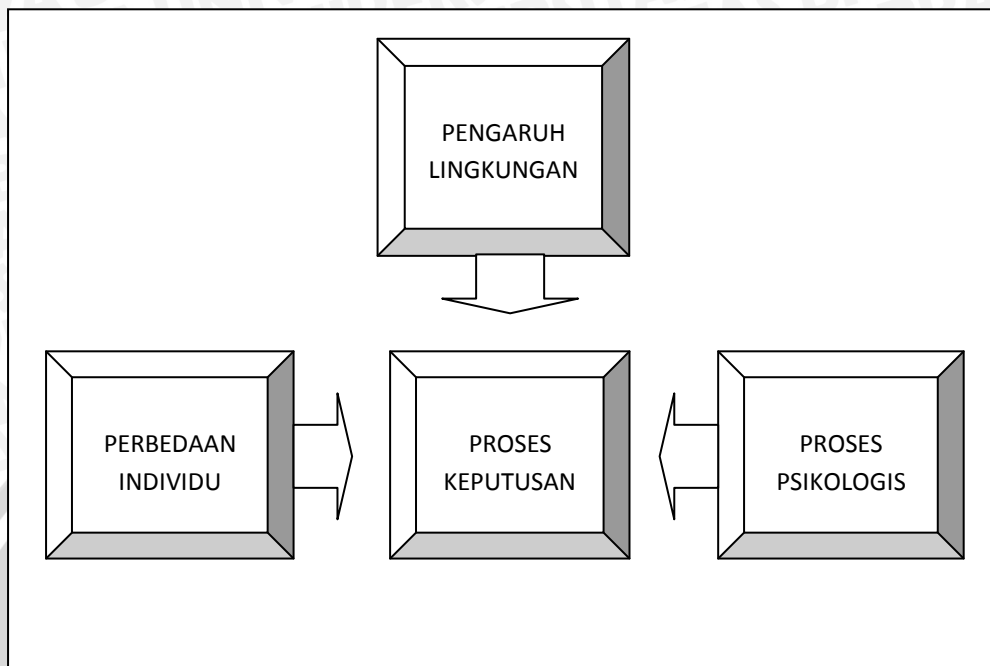 PENGARUH
LINGKUNGAN
PERBEDAAN
INDIVIDU
PROSES
KEPUTUSAN
PROSES
PSIKOLOGIS